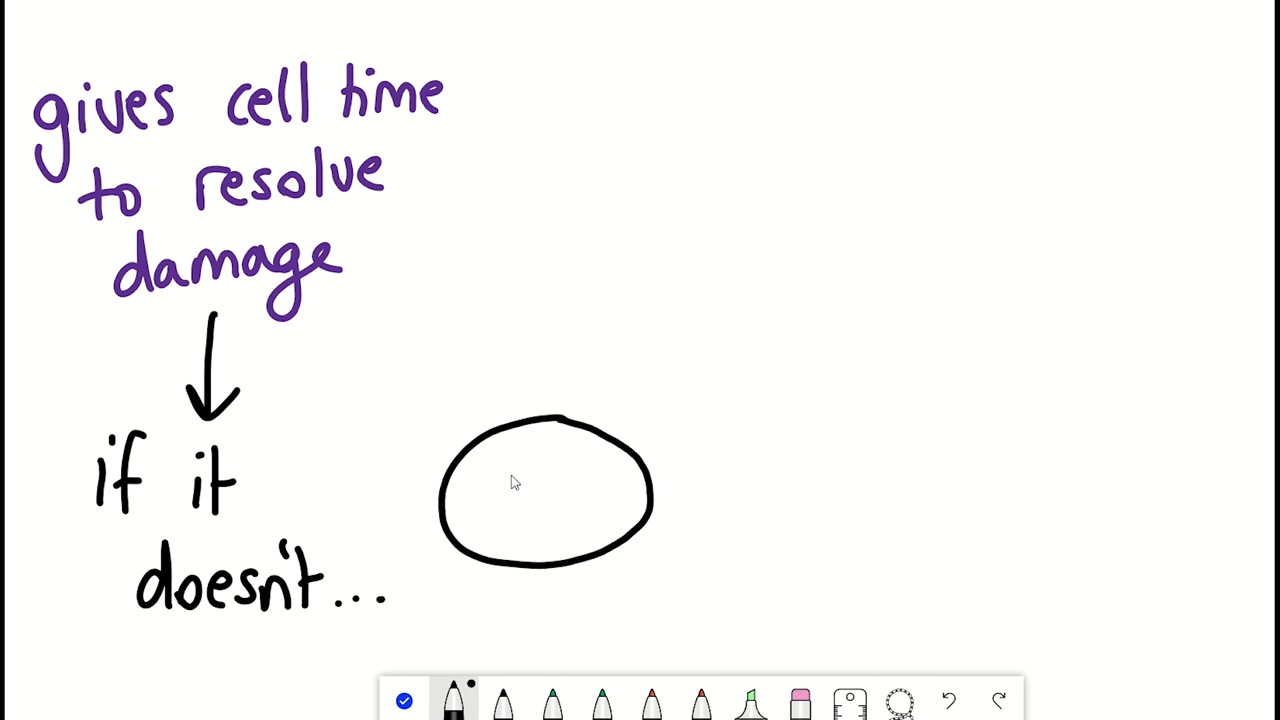 gives cell time
to resolve
damage
if it
doesn't...